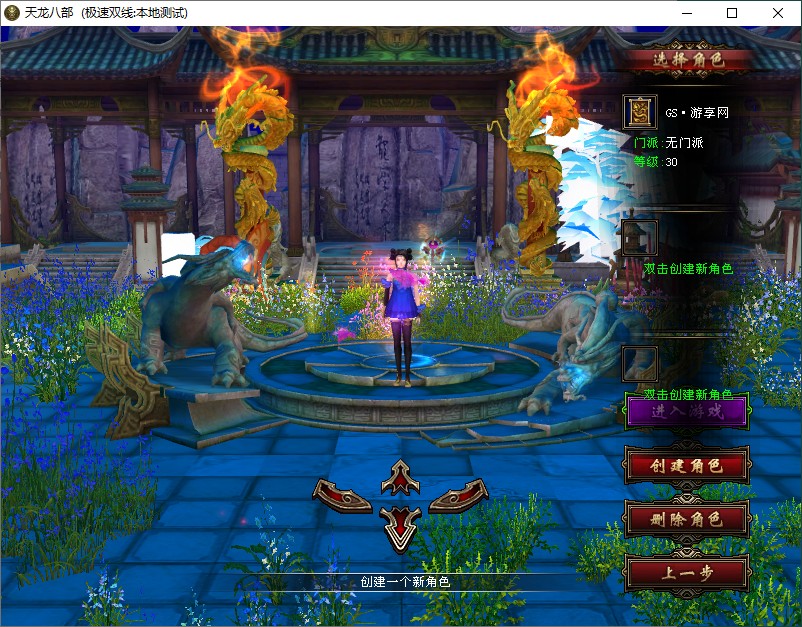 天龙八部 (极速双线:本地测试)
选择角色
GS·游享网
门派:无门派
等级:30
双击创建新角色
双击创建新角色
进入游戏
创建角色
删除角色
上一步
创建一个新角色